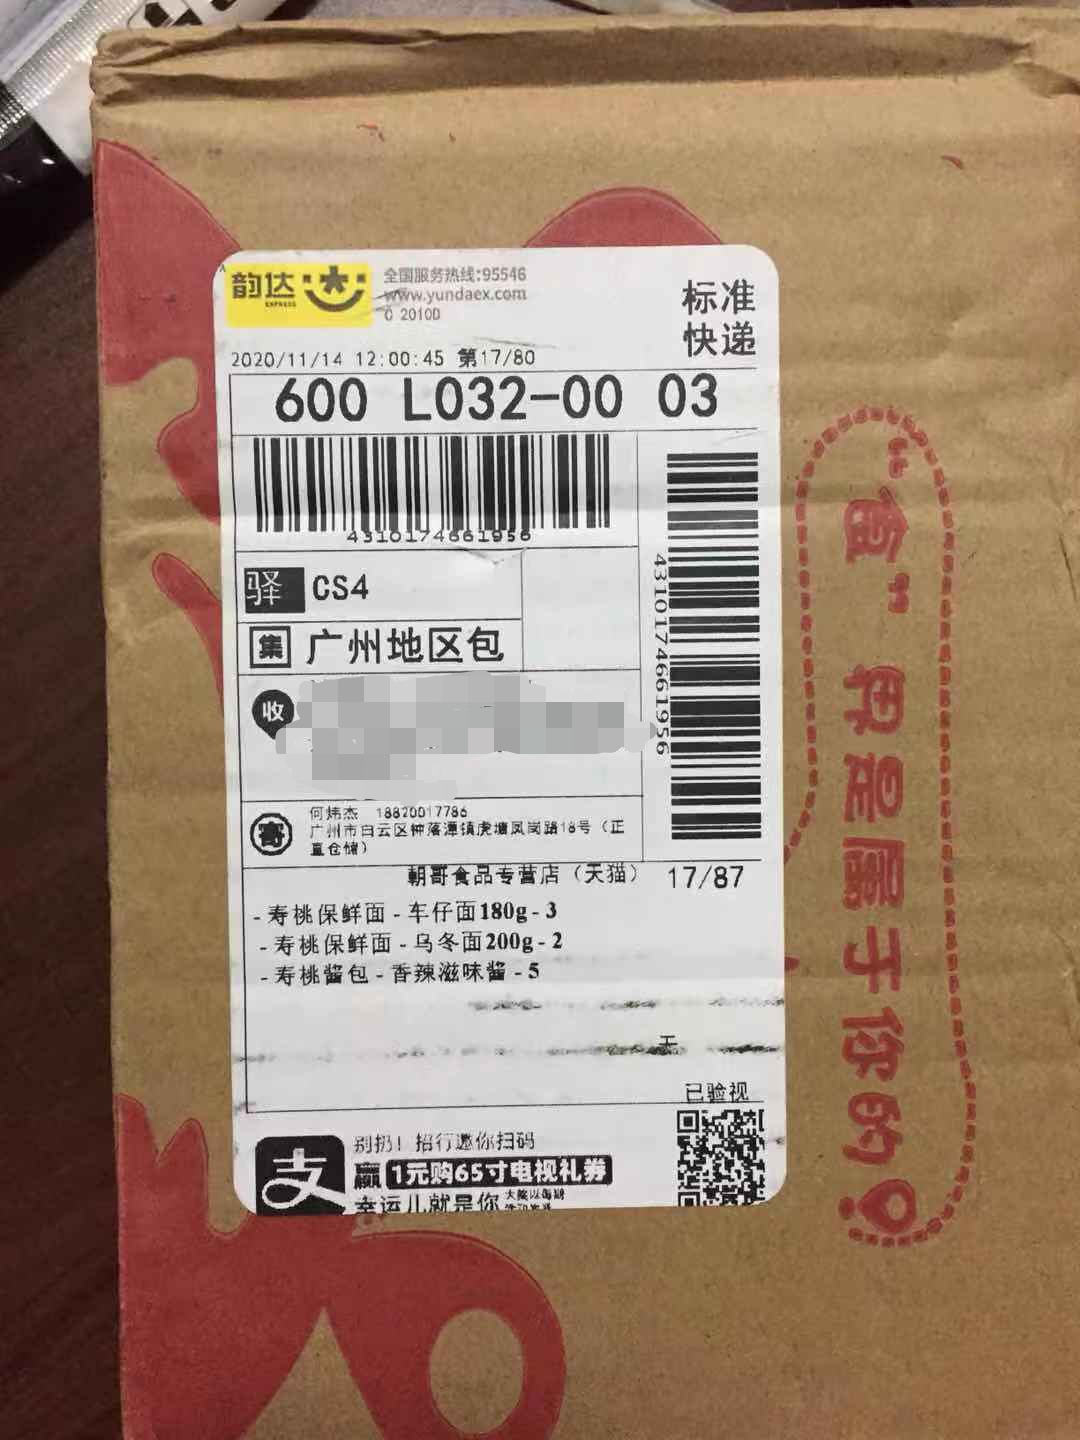 韵达
EXPRESS
全国服务热线:95546
www.yundaex.com
© 2010D
标准
快递
2020/11/14 12:00:45 第17/80
600 L032-00 03
4310174661956
4310174661956
驿 CS4
集 广州地区包
收
寄
何炜杰 18820017786
广州市白云区钟落潭镇虎塘凤岗路18号（正
直仓储）
朝哥食品专营店（天猫） 17/87
- 寿桃保鲜面 - 车仔面180g - 3
- 寿桃保鲜面 - 乌冬面200g - 2
- 寿桃酱包 - 香辣滋味酱 - 5
已验视
支
别扔！招行邀你扫码
赢 1元购65寸电视礼券
幸运儿就是你
“食” 再是属于你的